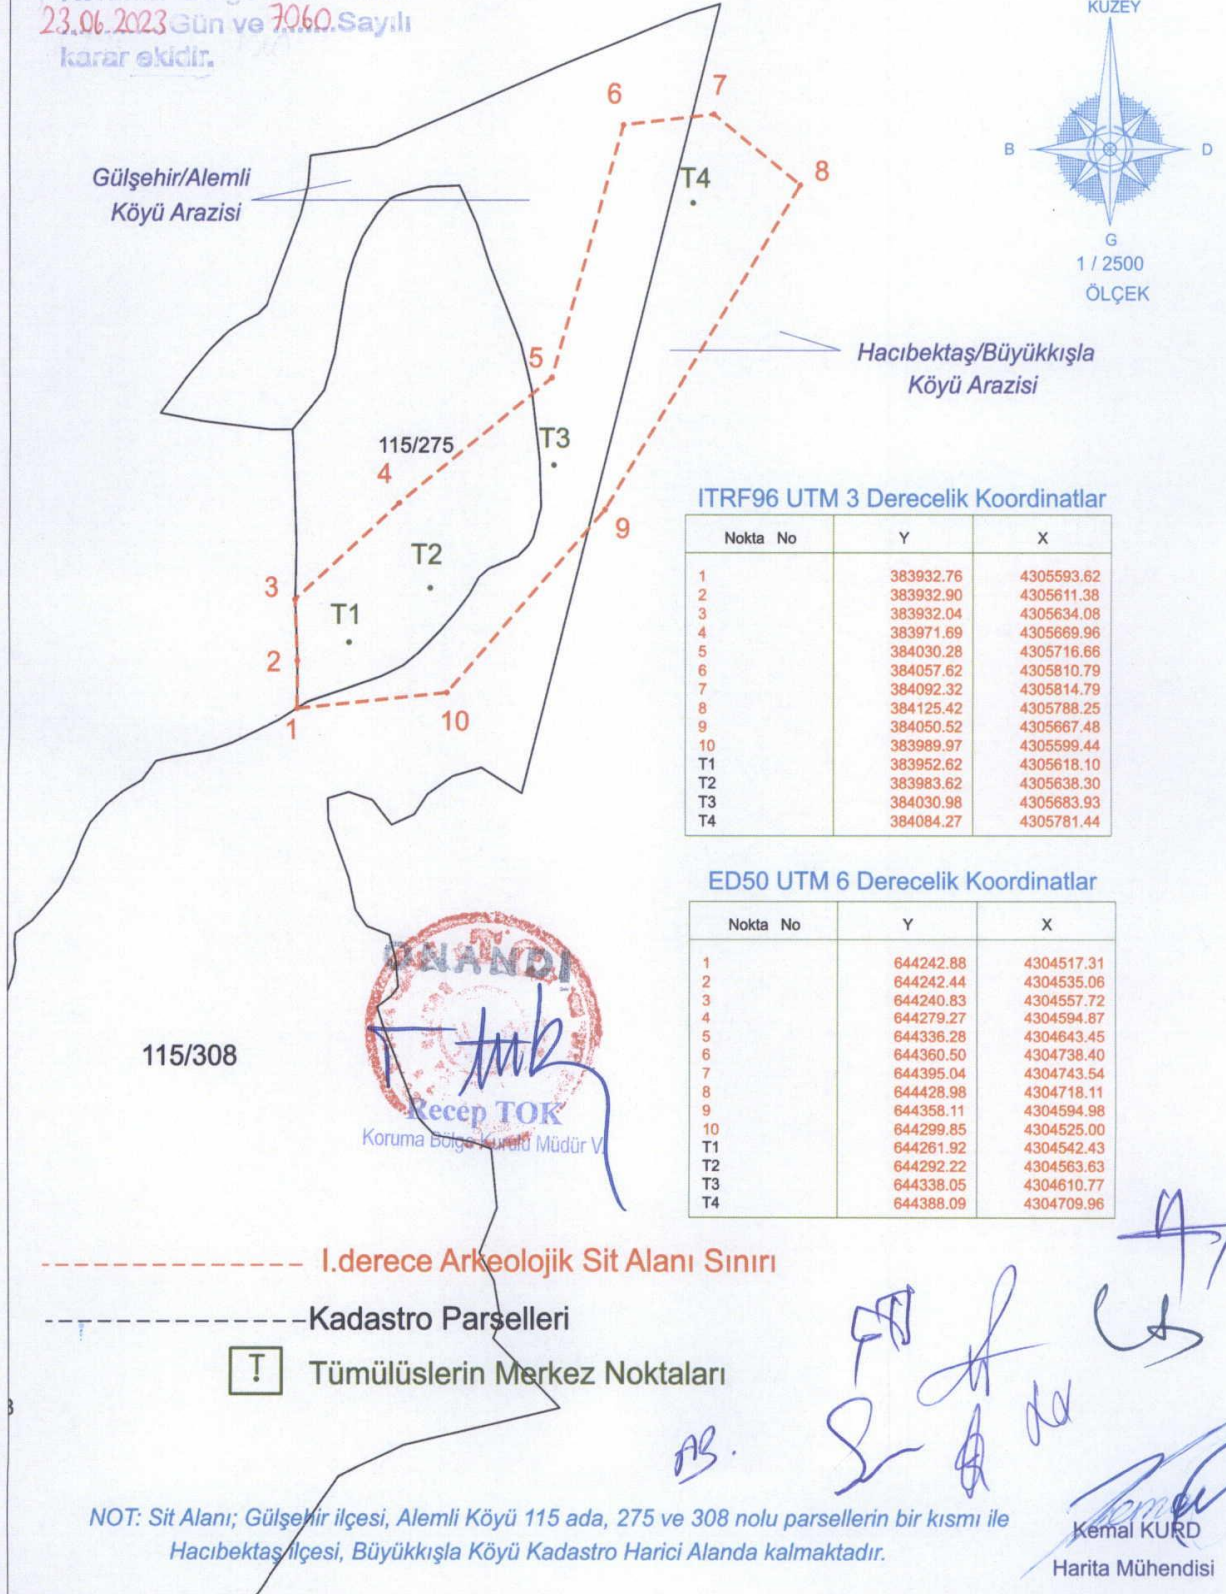 23.06.2023 Gün ve 7060 Sayılı
karar ekidir.
KUZEY
B
D
G
1 / 2500
ÖLÇEK
Gülşehir/Alemli
Köyü Arazisi
6
7
8
T4
Hacıbektaş/Büyükkışla
Köyü Arazisi
5
115/275
T3
4
9
3
T2
T1
2
1
10
ITRF96 UTM 3 Derecelik Koordinatlar
Nokta No Y X
1 383932.76 4305593.62
2 383932.90 4305611.38
3 383932.04 4305634.08
4 383971.69 4305669.96
5 384030.28 4305716.66
6 384057.62 4305810.79
7 384092.32 4305814.79
8 384125.42 4305788.25
9 384050.52 4305667.48
10 383989.97 4305599.44
T1 383952.62 4305618.10
T2 383983.62 4305638.30
T3 384030.98 4305683.93
T4 384084.27 4305781.44
ED50 UTM 6 Derecelik Koordinatlar
Nokta No Y X
1 644242.88 4304517.31
2 644242.44 4304535.06
3 644240.83 4304557.72
4 644279.27 4304594.87
5 644336.28 4304643.45
6 644360.50 4304738.40
7 644395.04 4304743.54
8 644428.98 4304718.11
9 644358.11 4304594.98
10 644299.85 4304525.00
T1 644261.92 4304542.43
T2 644292.22 4304563.63
T3 644338.05 4304610.77
T4 644388.09 4304709.96
ONANDI
115/308
Recep TOK
Koruma Bölge Kurulu Müdür V.
I.derece Arkeolojik Sit Alanı Sınırı
Kadastro Parselleri
T Tümülüslerin Merkez Noktaları
NOT: Sit Alanı; Gülşehir ilçesi, Alemli Köyü 115 ada, 275 ve 308 nolu parsellerin bir kısmı ile
Hacıbektaş İlçesi, Büyükkışla Köyü Kadastro Harici Alanda kalmaktadır.
Kemal KURD
Harita Mühendisi